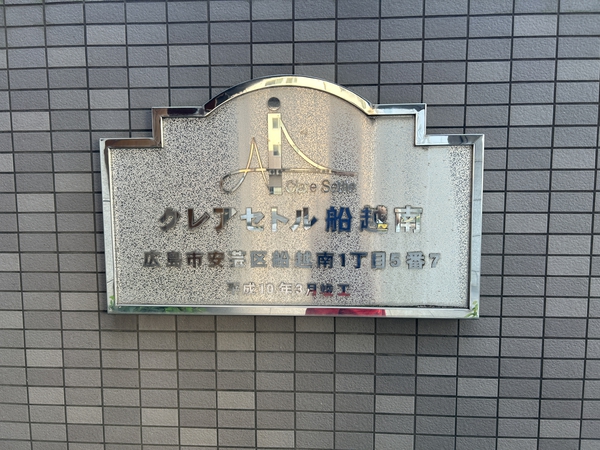 Clare Settle
クレアセトル船越南
広島市安芸区船越南1丁目5番7
平成10年3月竣工